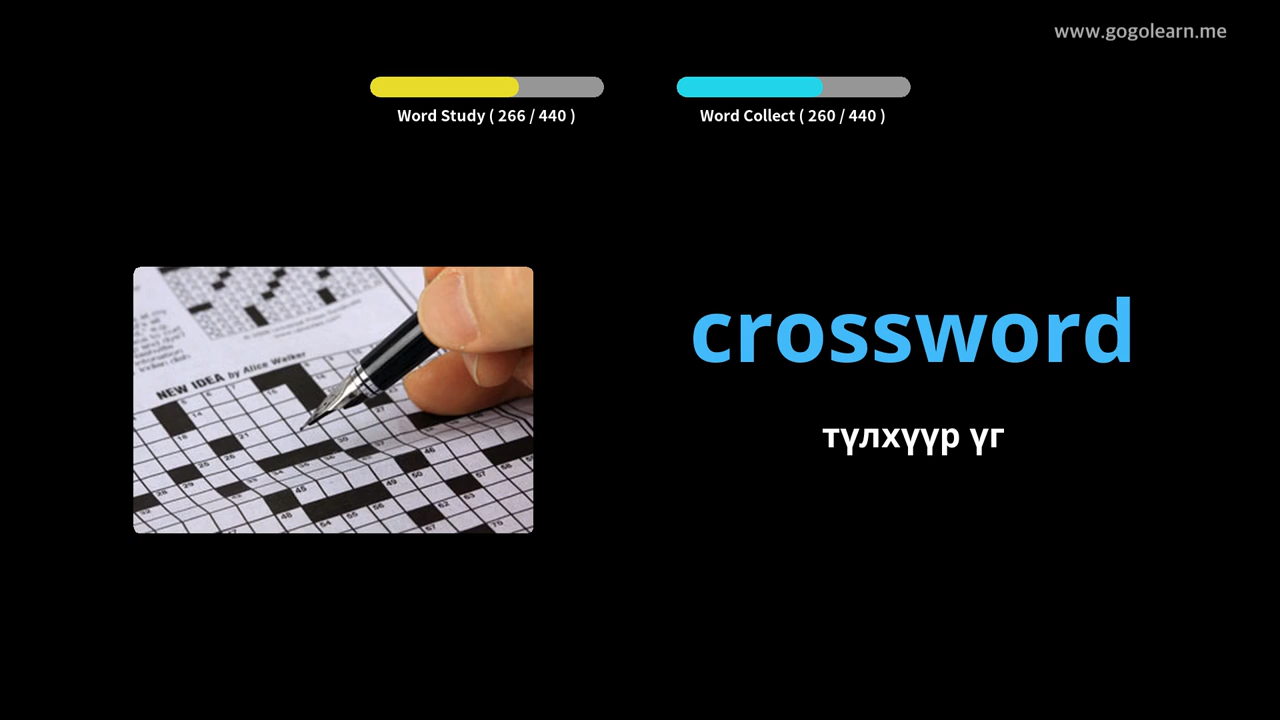 www.gogolearn.me
Word Study ( 266 / 440 )
Word Collect ( 260 / 440 )
NEW IDEA by Alice Walker
crossword
түлхүүр үг